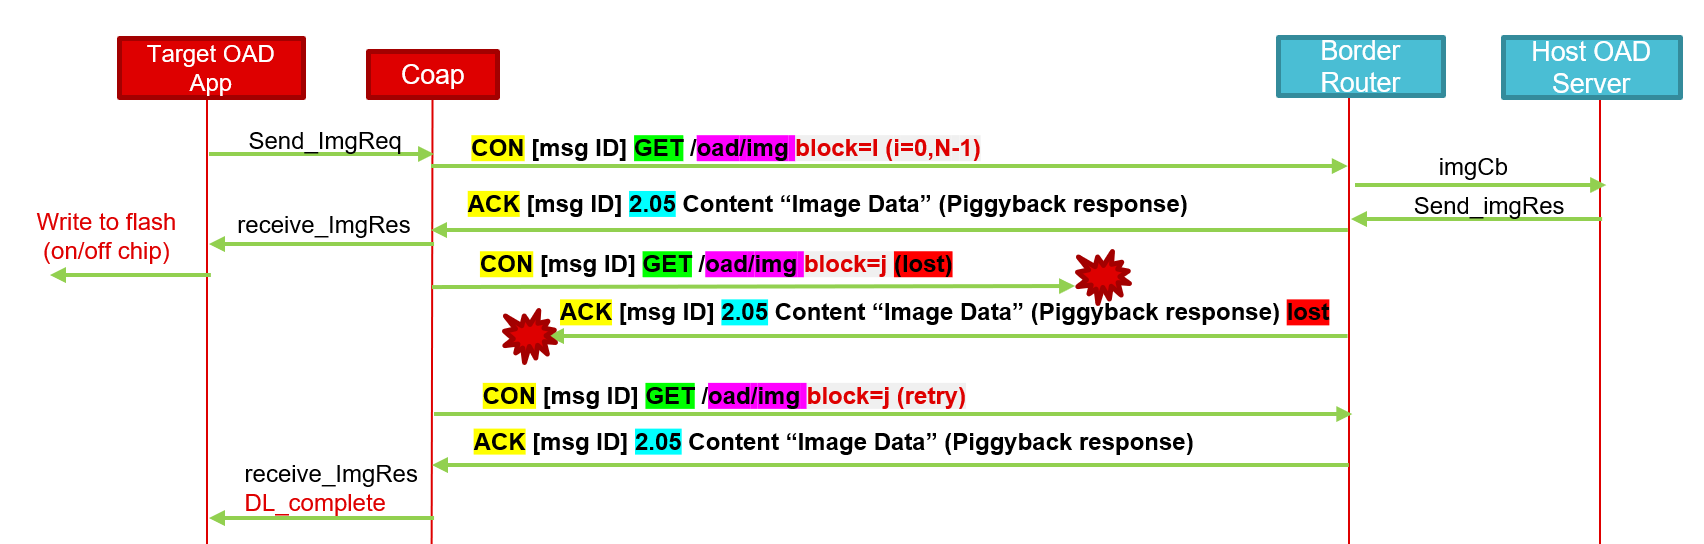 Target OAD
App
Coap
Border
Router
Host OAD
Server
Send_ImgReq
CON [msg ID] GET /oad/img block=I (i=0,N-1)
imgCb
ACK [msg ID] 2.05 Content “Image Data” (Piggyback response)
Send_imgRes
Write to flash
(on/off chip)
receive_ImgRes
CON [msg ID] GET /oad/img block=j (lost)
ACK [msg ID] 2.05 Content “Image Data” (Piggyback response) lost
CON [msg ID] GET /oad/img block=j (retry)
ACK [msg ID] 2.05 Content “Image Data” (Piggyback response)
receive_ImgRes
DL_complete